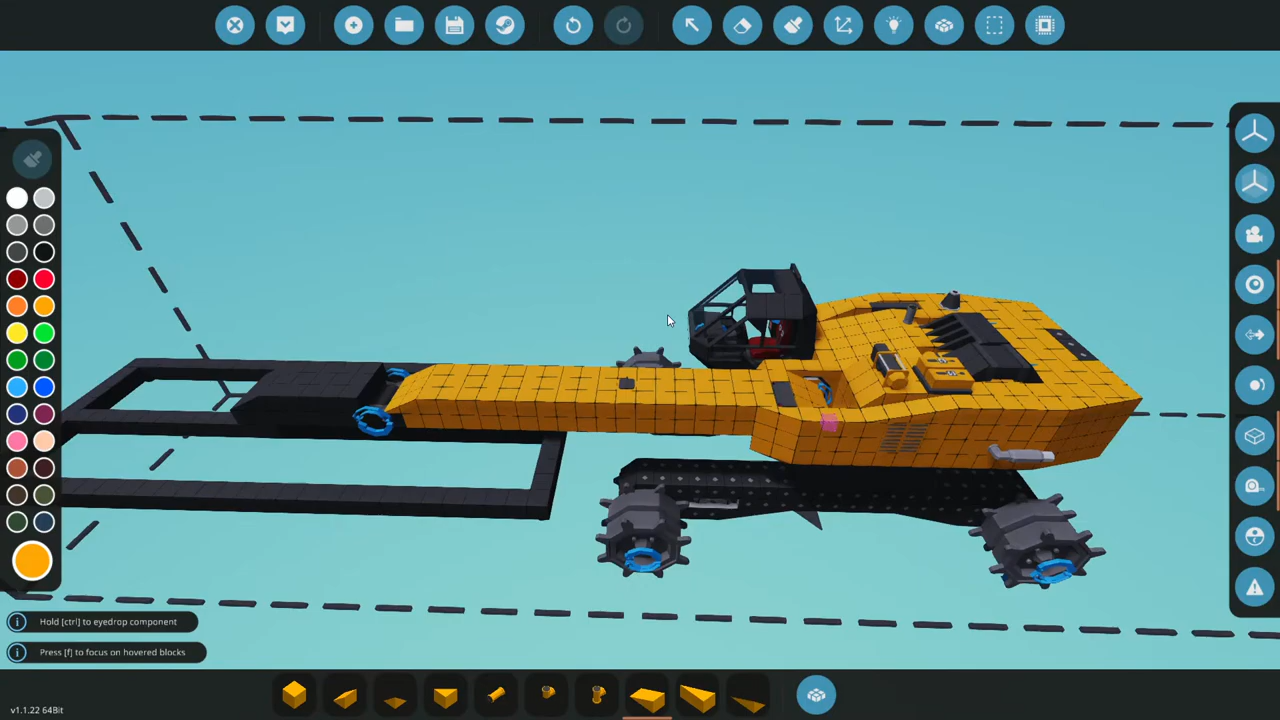 Hold [ctrl] to eyedrop component
Press [f] to focus on hovered blocks
v1.1.22 64Bit